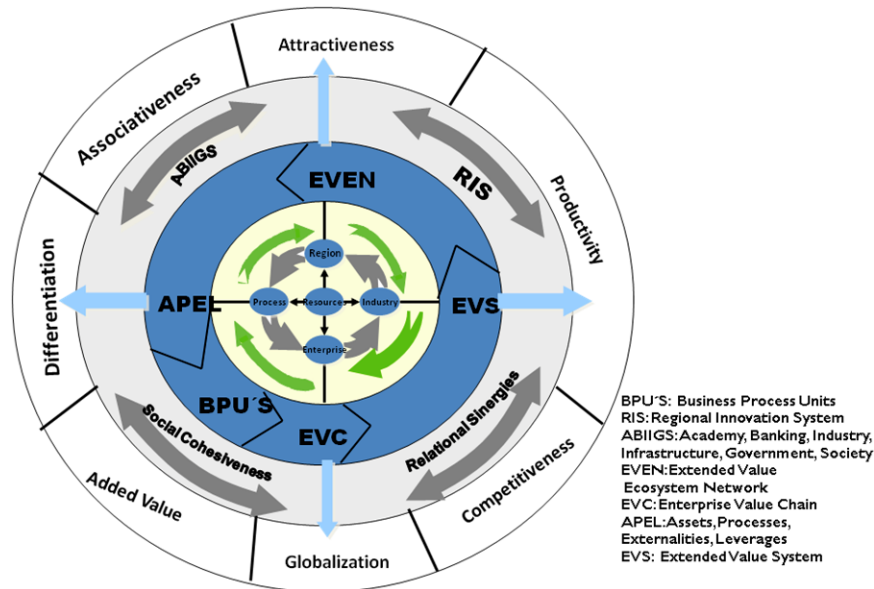 Attractiveness
Associativeness
ABIIGS
RIS
Productivity
EVEN
Region
Differentiation
APEL
Process
Resources
Industry
EVS
Enterprise
BPU´S
EVC
Social Cohesiveness
Relational Sinergies
Added Value
Globalization
Competitiveness
BPU´S: Business Process Units
RIS: Regional Innovation System
ABIIGS: Academy, Banking, Industry,
Infrastructure, Government, Society
EVEN: Extended Value
Ecosystem Network
EVC: Enterprise Value Chain
APEL: Assets, Processes,
Externalities, Leverages
EVS: Extended Value System